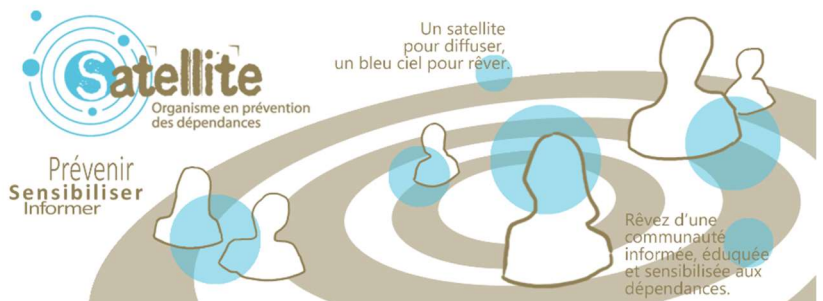 Satellite
Organisme en prévention
des dépendances
Prévenir
Sensibiliser
Informer
Un satellite
pour diffuser,
un bleu ciel pour rêver.
Rêvez d'une
communauté
informée, éduquée
et sensibilisée aux
dépendances.